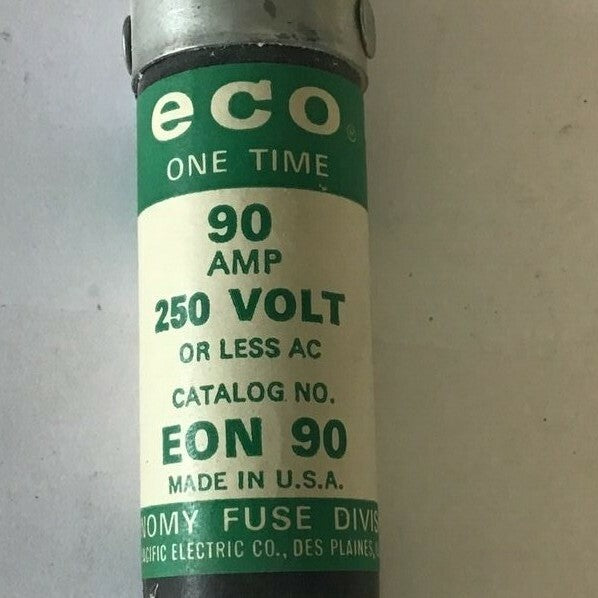 eco®
ONE TIME
90
AMP
250 VOLT
OR LESS AC
CATALOG NO.
EON 90
MADE IN U.S.A.
NOMY FUSE DIVIS
ACIFIC ELECTRIC CO., DES PLAINES,